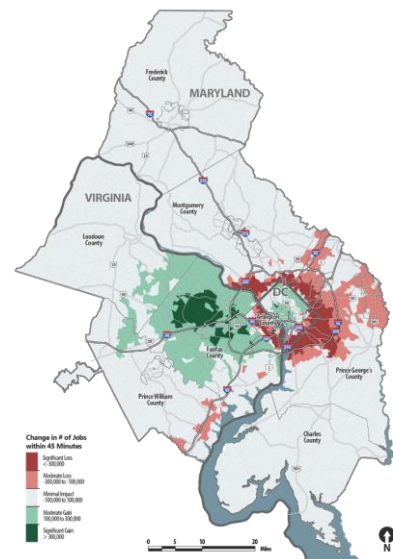 Frederick
County
MARYLAND
VIRGINIA
Montgomery
County
Loudoun
County
DC
Arlington
County
Fairfax
County
Prince George's
County
Prince William
County
Charles
County
Change in # of Jobs
within 45 Minutes
Significant Loss
< -300,000
Moderate Loss
-300,000 to -100,000
Minimal Impact
-100,000 to 100,000
Moderate Gain
100,000 to 300,000
Significant Gain
> 300,000
0 5 10 20
Miles
N